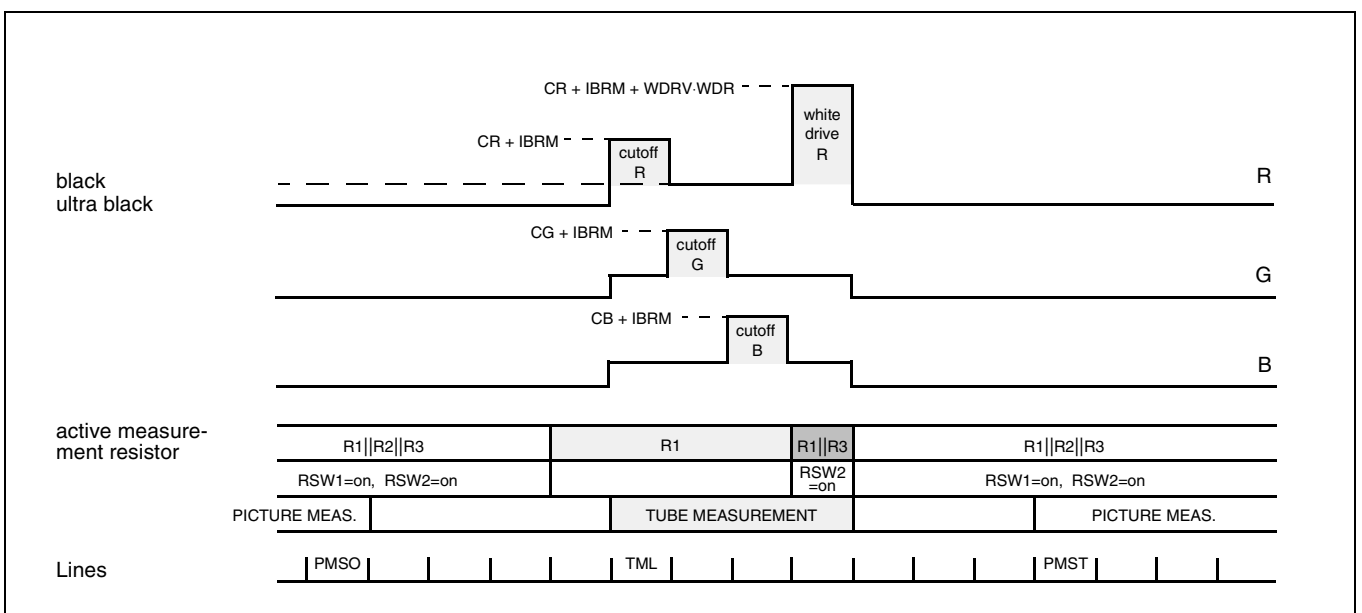 CR + IBRM + WDRV·WDR
white
drive
R
CR + IBRM
cutoff
R
black
ultra black
R
CG + IBRM
cutoff
G
G
CB + IBRM
cutoff
B
B
active measure-
ment resistor
R1||R2||R3
R1
R1||R3
R1||R2||R3
RSW1=on, RSW2=on
RSW2
=on
RSW1=on, RSW2=on
PICTURE MEAS.
TUBE MEASUREMENT
PICTURE MEAS.
Lines
PMSO
TML
PMST